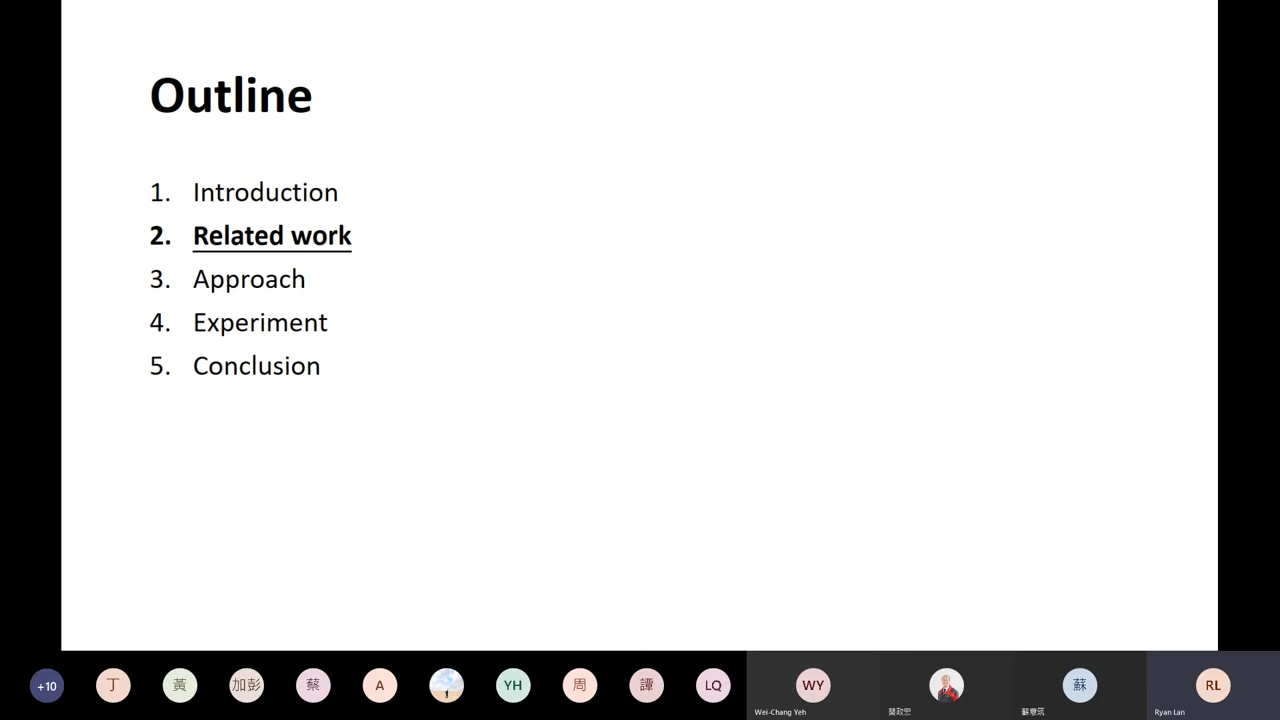 Outline
1. Introduction
2. Related work
3. Approach
4. Experiment
5. Conclusion
+10
丁
黃
加彭
蔡
A
YH
周
譚
LQ
WY
蘇
RL
Wei-Chang Yeh
Ryan Lan